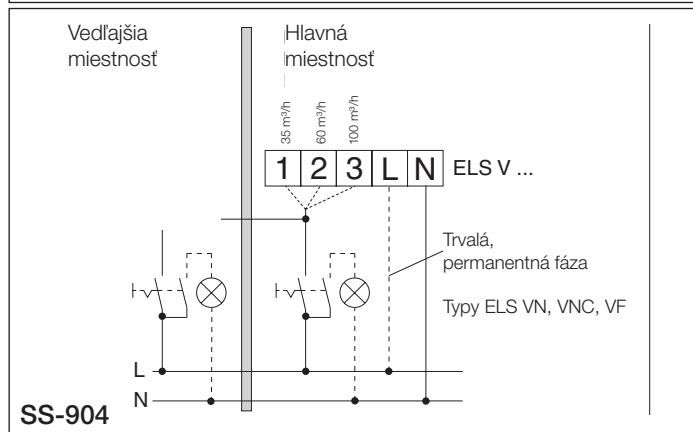 Vedľajšia
miestnosť
Hlavná
miestnosť
35 m³/h
60 m³/h
100 m³/h
1 2 3 L N ELS V ...
Trvalá,
permanentná fáza
Typy ELS VN, VNC, VF
L
N
SS-904